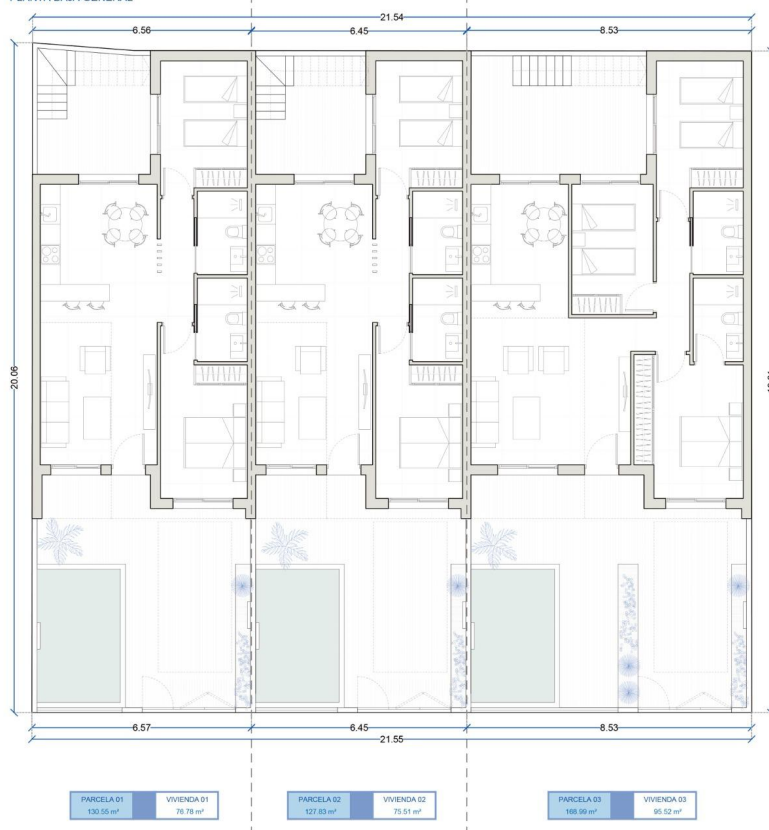 21.54
6.56 6.45 8.53
20.06
6.57 6.45 8.53
21.55
PARCELA 01 VIVIENDA 01
130.55 m² 76.78 m²
PARCELA 02 VIVIENDA 02
127.83 m² 75.51 m²
PARCELA 03 VIVIENDA 03
168.99 m² 95.52 m²